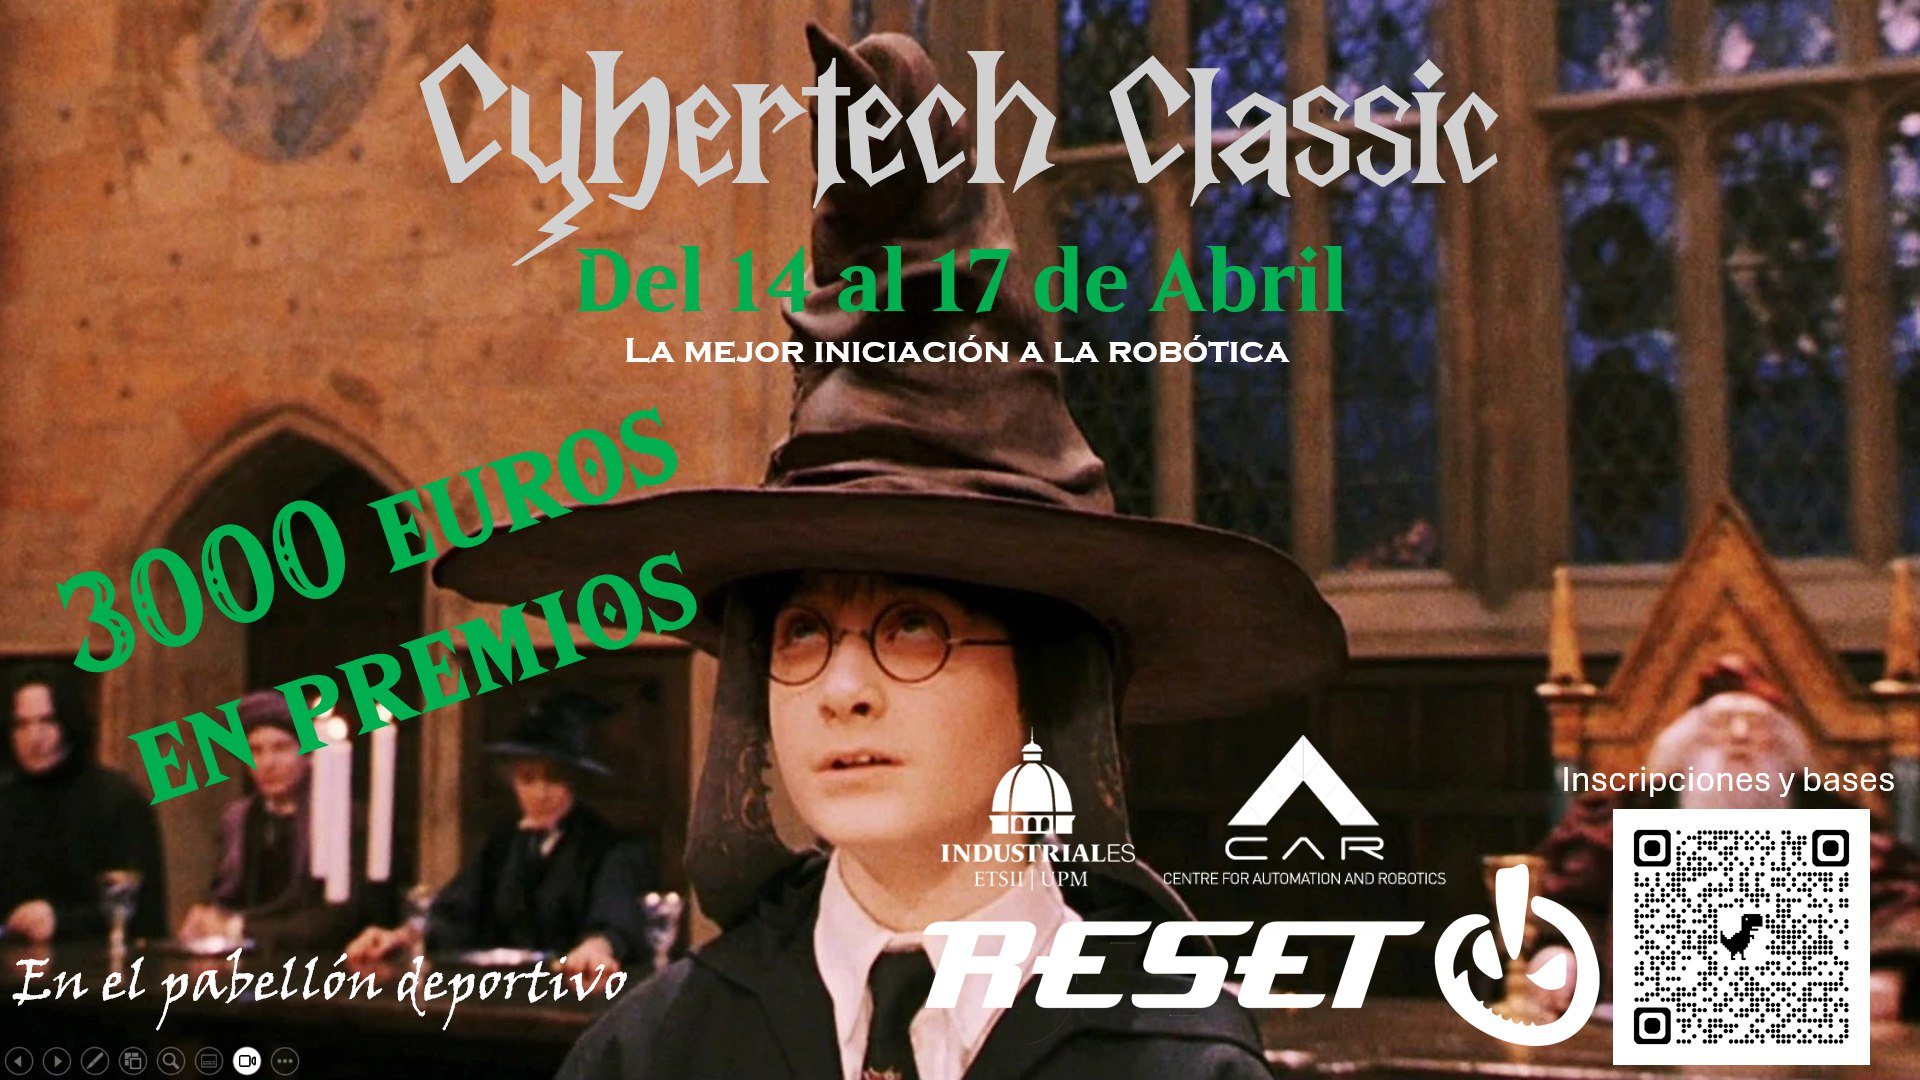 Cybertech Classic
Del 14 al 17 de Abril
La mejor iniciación a la robótica
3000 EUROS
EN PREMIOS
INDUSTRIALES
ETSII | UPM
CAR
CENTRE FOR AUTOMATION AND ROBOTICS
Inscripciones y bases
RESET
En el pabellón deportivo